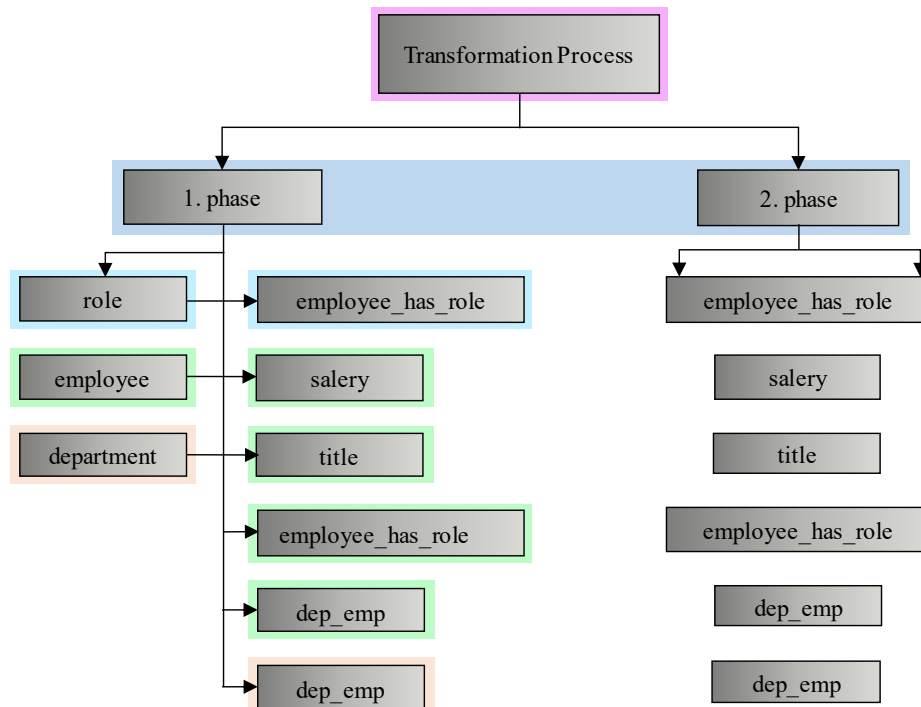 Transformation Process
1. phase
2. phase
role
employee_has_role
employee_has_role
employee
salery
salery
department
title
title
employee_has_role
employee_has_role
dep_emp
dep_emp
dep_emp
dep_emp